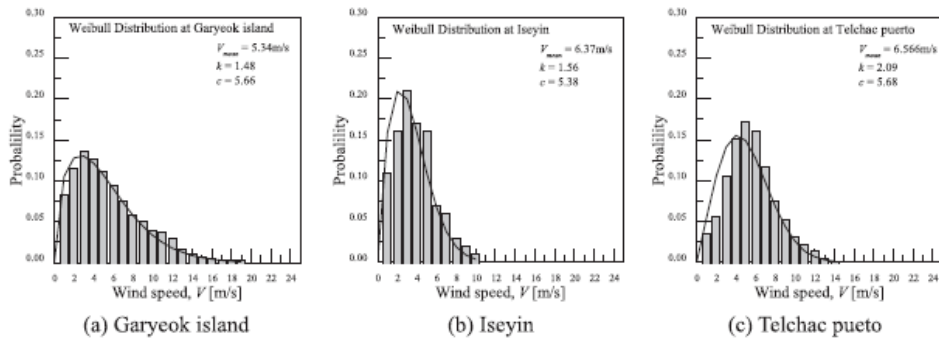 Weibull Distribution at Garyeok island
V_mean = 5.34m/s
k = 1.48
c = 5.66
0.30
0.25
0.20
0.15
0.10
0.05
0.00
Probalility
0 2 4 6 8 10 12 14 16 18 20 22 24
Wind speed, V [m/s]
(a) Garyeok island
Weibull Distribution at Iseyin
V_mean = 6.37m/s
k = 1.56
c = 5.38
0.30
0.25
0.20
0.15
0.10
0.05
0.00
Probalility
0 2 4 6 8 10 12 14 16 18 20 22 24
Wind speed, V [m/s]
(b) Iseyin
Weibull Distribution at Telchac puerto
V_mean = 6.566m/s
k = 2.09
c = 5.68
0.30
0.25
0.20
0.15
0.10
0.05
0.00
Probalility
0 2 4 6 8 10 12 14 16 18 20 22 24
Wind speed, V [m/s]
(c) Telchac pueto